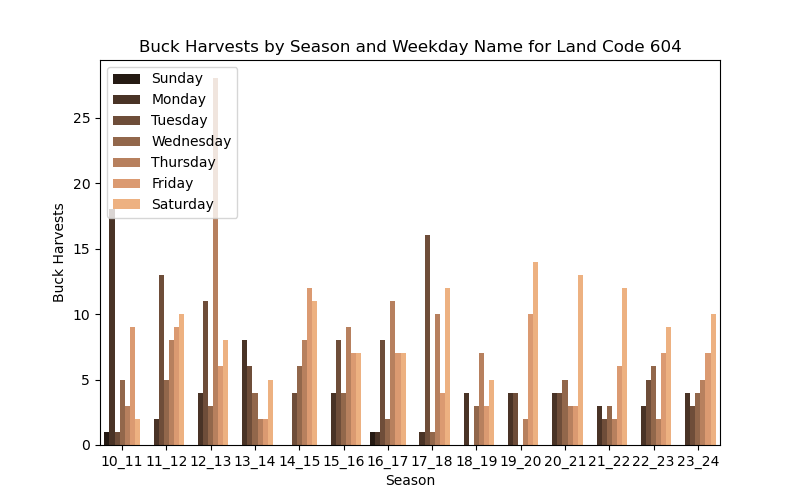 Buck Harvests by Season and Weekday Name for Land Code 604
Sunday
Monday
Tuesday
Wednesday
Thursday
Friday
Saturday
25
20
15
10
5
0
Buck Harvests
10_11 11_12 12_13 13_14 14_15 15_16 16_17 17_18 18_19 19_20 20_21 21_22 22_23 23_24
Season